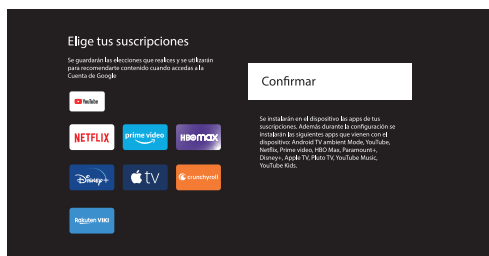 Elige tus suscripciones
Se guardarán las elecciones que realices y se utilizarán
para recomendarte contenido cuando accedas a la
Cuenta de Google
YouTube
NETFLIX
prime video
HBOmax
Disney+
tv
crunchyroll
Rakuten VIKI
Confirmar
Se instalarán en el dispositivo las apps de tus
suscripciones. Además durante la configuración se
instalarán las siguientes apps que vienen con el
dispositivo: Android TV ambient Mode, YouTube,
Netflix, Prime video, HBO Max, Paramount+,
Disney+, Apple TV, Pluto TV, YouTube Music,
YouTube Kids.